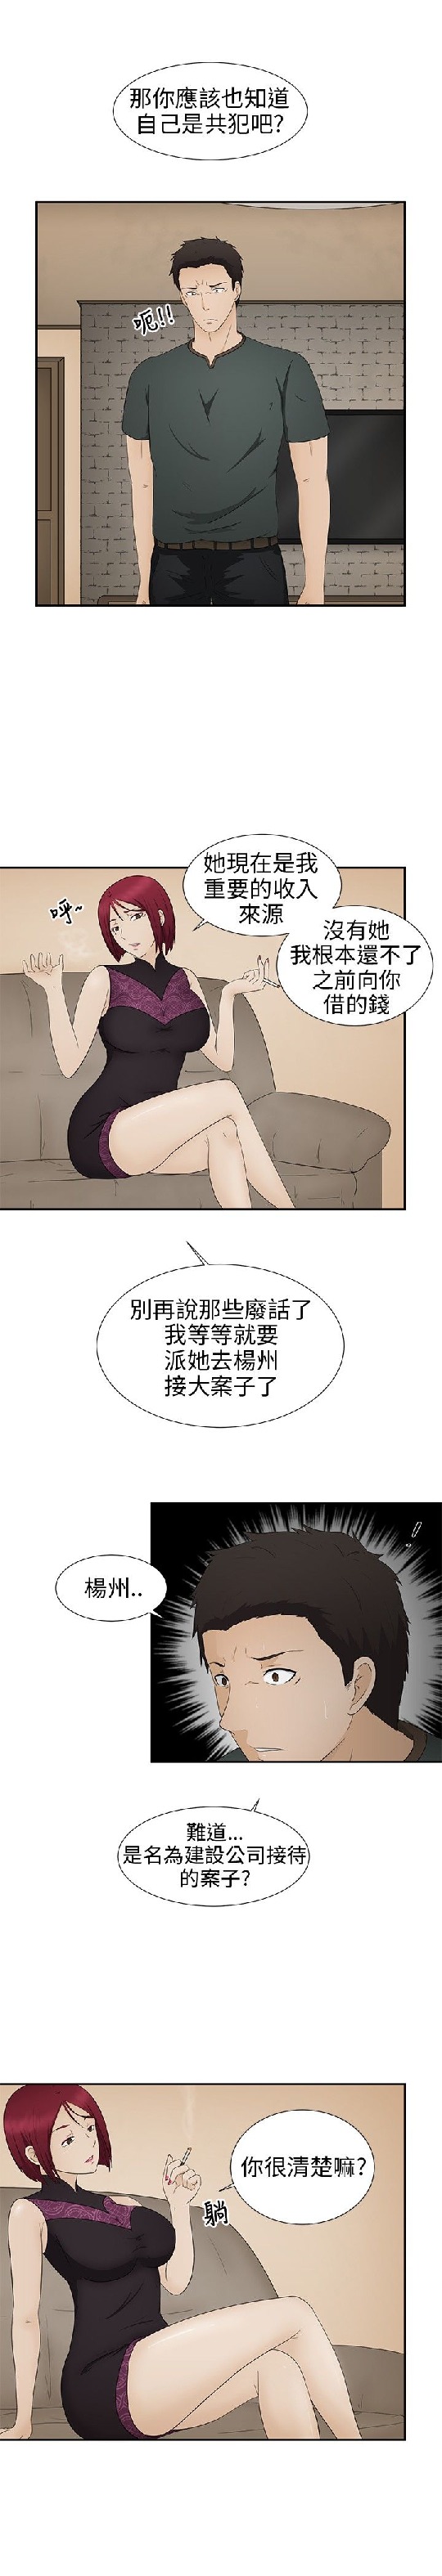 那你應該也知道
自己是共犯吧?
呃!!
她現在是我
重要的收入
來源
呼~
沒有她
我根本還不了
之前向你
借的錢
別再說那些廢話了
我等等就要
派她去楊州
接大案子了
楊州..
難道...
是名為建設公司接待
的案子?
你很清楚嘛?
躺